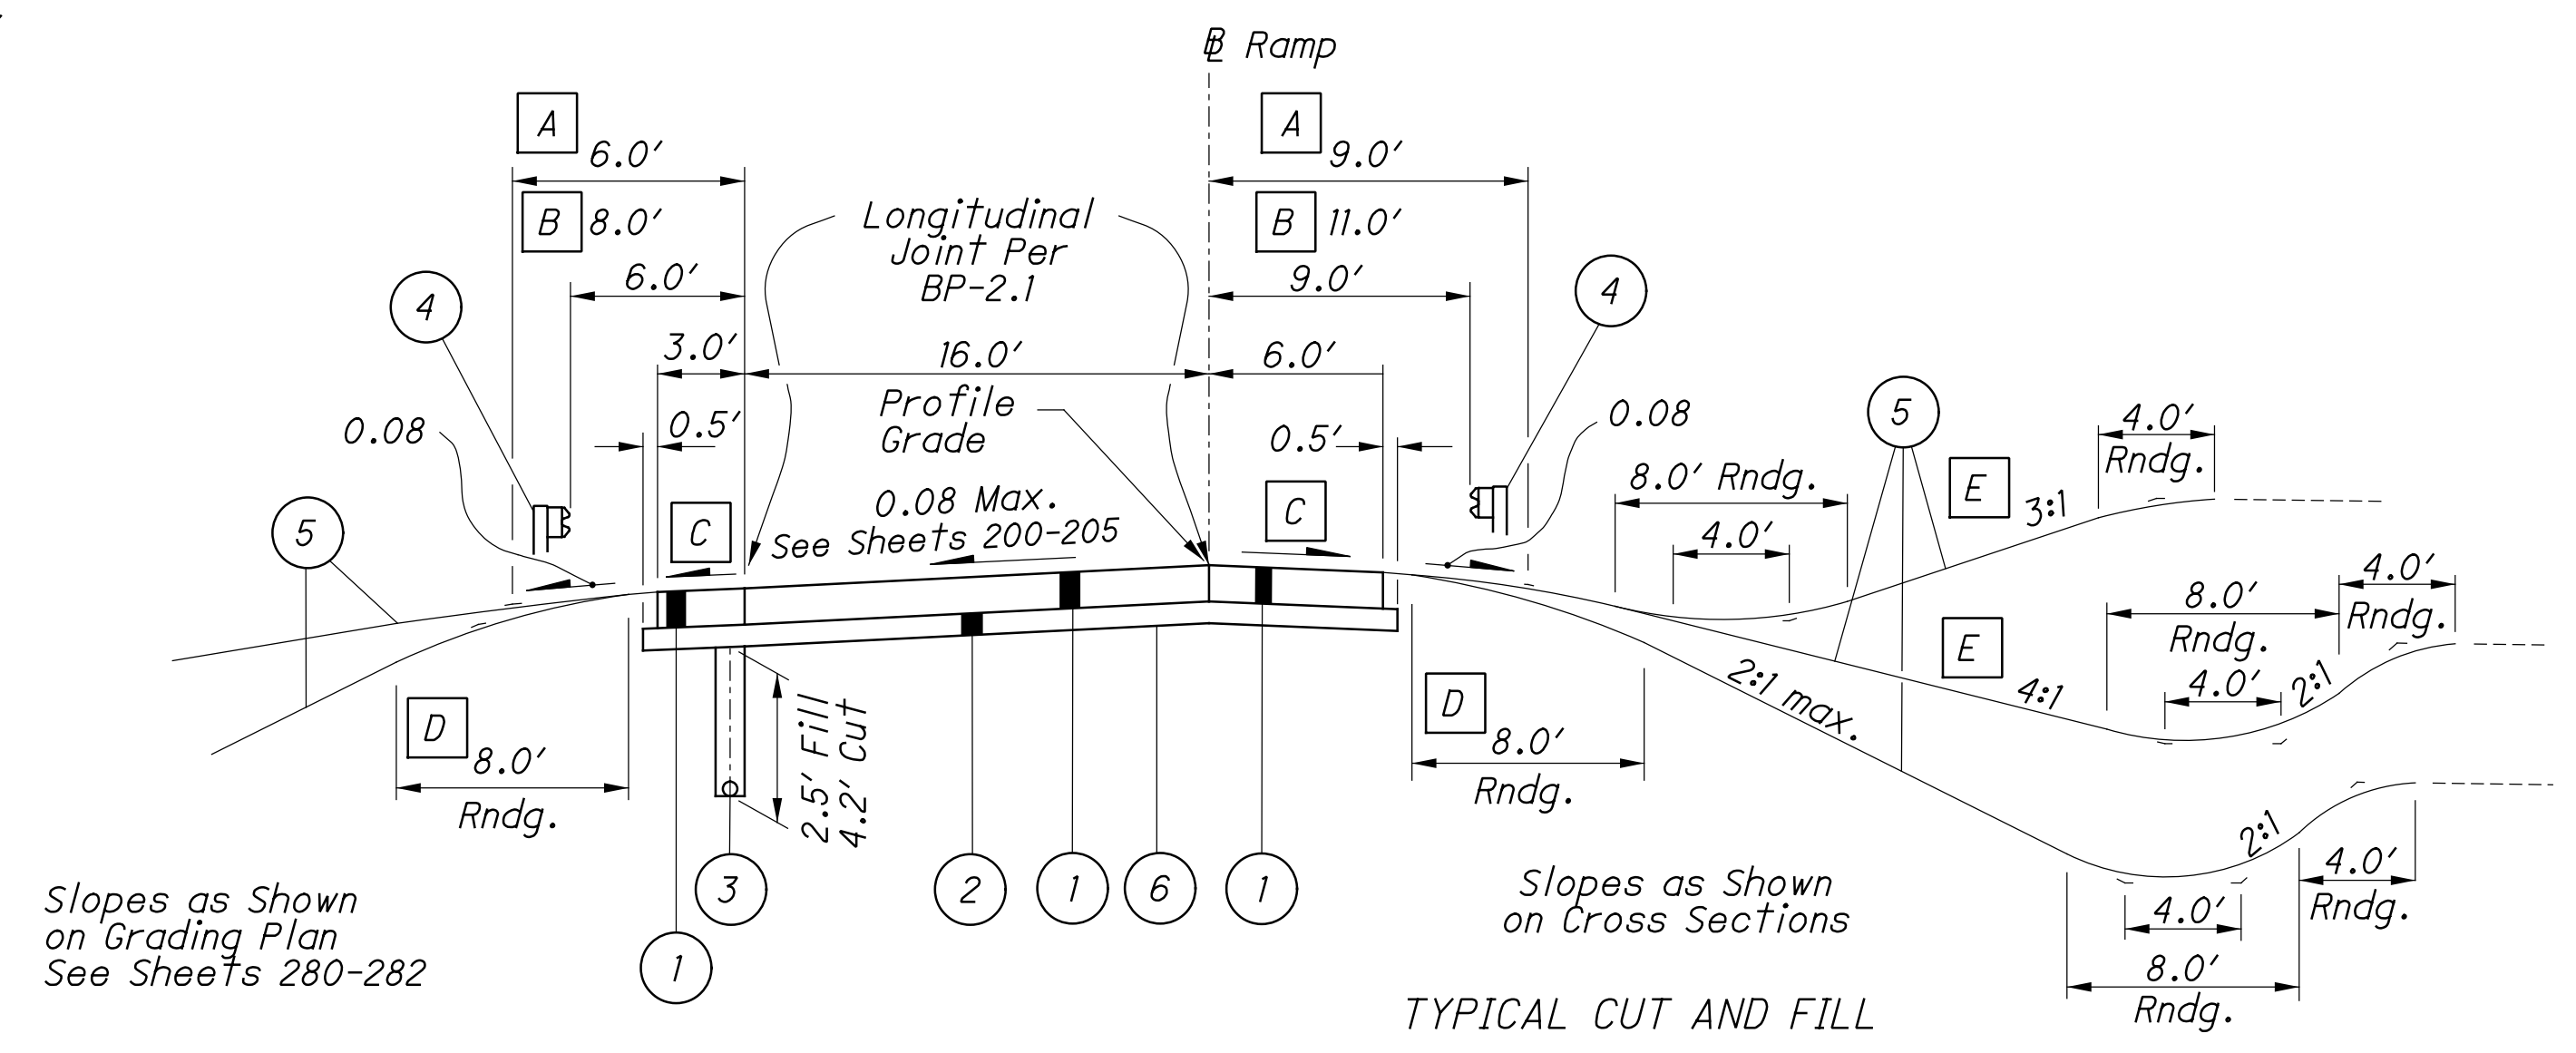 ℄ Ramp
A
6.0'
A
9.0'
B 8.0'
B 11.0'
Longitudinal
Joint Per
BP-2.1
6.0'
9.0'
4
4
3.0'
16.0'
6.0'
Profile
Grade
0.08
0.5'
0.5'
0.08
5
4.0'
Rndg.
8.0' Rndg.
E
3:1
4.0'
C
0.08 Max.
See Sheets 200-205
C
5
4.0'
Rndg.
8.0'
Rndg.
E
4:1
4.0'
2:1
2:1 max.
D
8.0'
Rndg.
2.5' Fill
4.2' Cut
D
8.0'
Rndg.
2:1
4.0'
Rndg.
4.0'
8.0'
Rndg.
3
2
1
6
1
1
Slopes as Shown
on Grading Plan
See Sheets 280-282
Slopes as Shown
on Cross Sections
TYPICAL CUT AND FILL